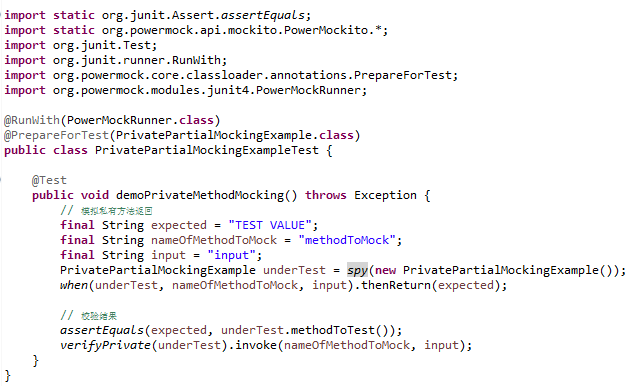 import static org.junit.Assert.assertEquals;
import static org.powermock.api.mockito.PowerMockito.*;
import org.junit.Test;
import org.junit.runner.RunWith;
import org.powermock.core.classloader.annotations.PrepareForTest;
import org.powermock.modules.junit4.PowerMockRunner;

@RunWith(PowerMockRunner.class)
@PrepareForTest(PrivatePartialMockingExample.class)
public class PrivatePartialMockingExampleTest {

    @Test
    public void demoPrivateMethodMocking() throws Exception {
        // 模拟私有方法返回
        final String expected = "TEST VALUE";
        final String nameOfMethodToMock = "methodToMock";
        final String input = "input";
        PrivatePartialMockingExample underTest = spy(new PrivatePartialMockingExample());
        when(underTest, nameOfMethodToMock, input).thenReturn(expected);

        // 校验结果
        assertEquals(expected, underTest.methodToTest());
        verifyPrivate(underTest).invoke(nameOfMethodToMock, input);
    }
}